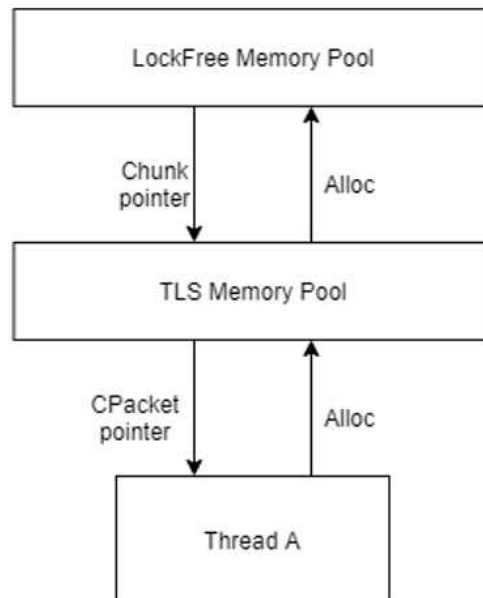 LockFree Memory Pool
Chunk
pointer
Alloc
TLS Memory Pool
CPacket
pointer
Alloc
Thread A